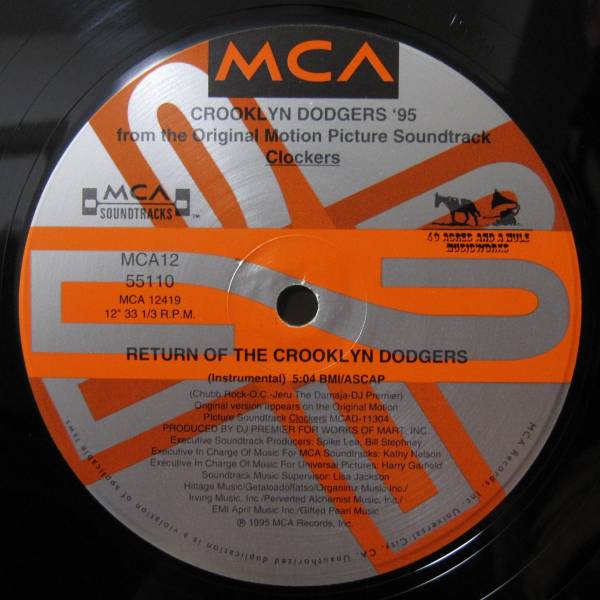 MCA
CROOKLYN DODGERS '95
from the Original Motion Picture Soundtrack
Clockers
MCA
SOUNDTRACKS TM
40 ACRES AND A MULE
MUSICWORKS
MCA12
55110
MCA 12419
12" 33 1/3 R.P.M.
RETURN OF THE CROOKLYN DODGERS
(Instrumental) 5:04 BMI/ASCAP
(Chubb Rock-O.C.-Jeru The Damaja-DJ Premier)
Original version appears on the Original Motion
Picture Soundtrack Clockers MCAD-11304
PRODUCED BY DJ PREMIER FOR WORKS OF MART, INC.
Executive Soundtrack Producers: Spike Lee, Bill Stephney
Executive In Charge Of Music For MCA Soundtracks: Kathy Nelson
Executive In Charge Of Music For Universal Pictures: Harry Garfield
Soundtrack Music Supervisor: Lisa Jackson
Hittage Music/Getaloadofatso/Organimz Music Inc./
Irving Music, Inc./Perverted Alchemist Music, Inc./
EMI April Music Inc./Gifted Pearl Music
℗ 1995 MCA Records, Inc.
MCA Records, Inc., Universal City, CA. Unauthorized duplication is a violation of applicable laws.